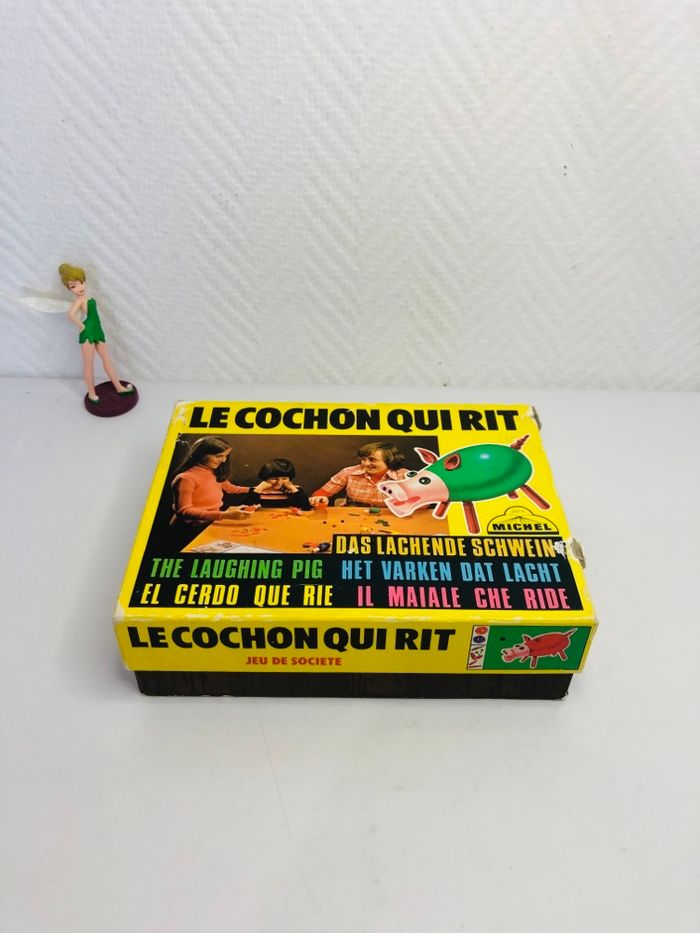 LE COCHON QUI RIT
JEUX
MICHEL
DAS LACHENDE SCHWEIN
THE LAUGHING PIG HET VARKEN DAT LACHT
EL CERDO QUE RIE IL MAIALE CHE RIDE
LE COCHON QUI RIT
JEU DE SOCIETE